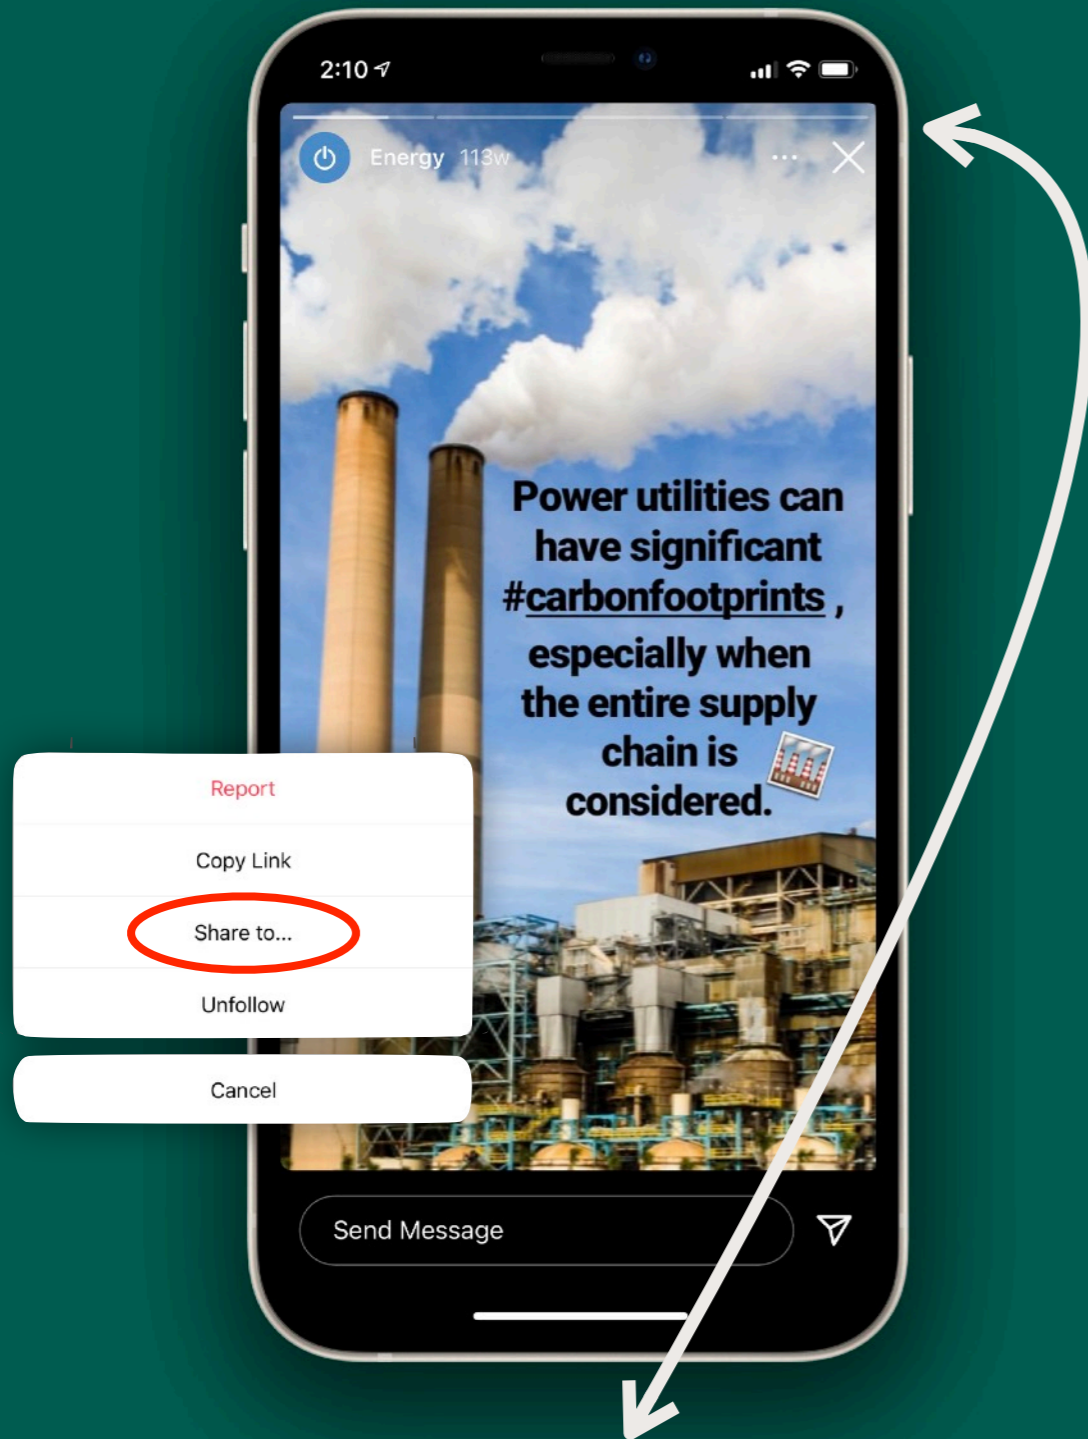 2:10
Energy 113w
Power utilities can
have significant
#carbonfootprints ,
especially when
the entire supply
chain is
considered.
Report
Copy Link
Share to...
Unfollow
Cancel
Send Message